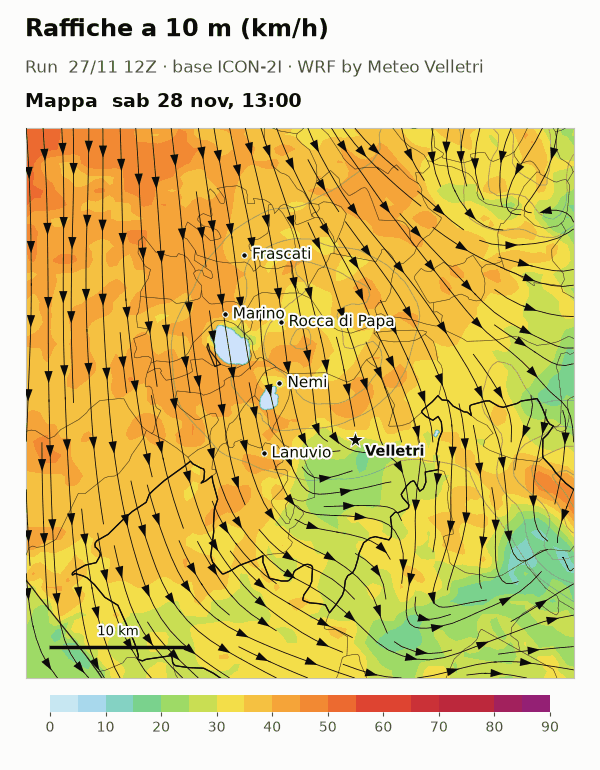 Raffiche a 10 m (km/h)
Run  27/11 12Z · base ICON-2I · WRF by Meteo Velletri
Mappa  sab 28 nov, 13:00
Frascati
Marino
Rocca di Papa
Nemi
Velletri
Lanuvio
10 km
0 10 20 30 40 50 60 70 80 90